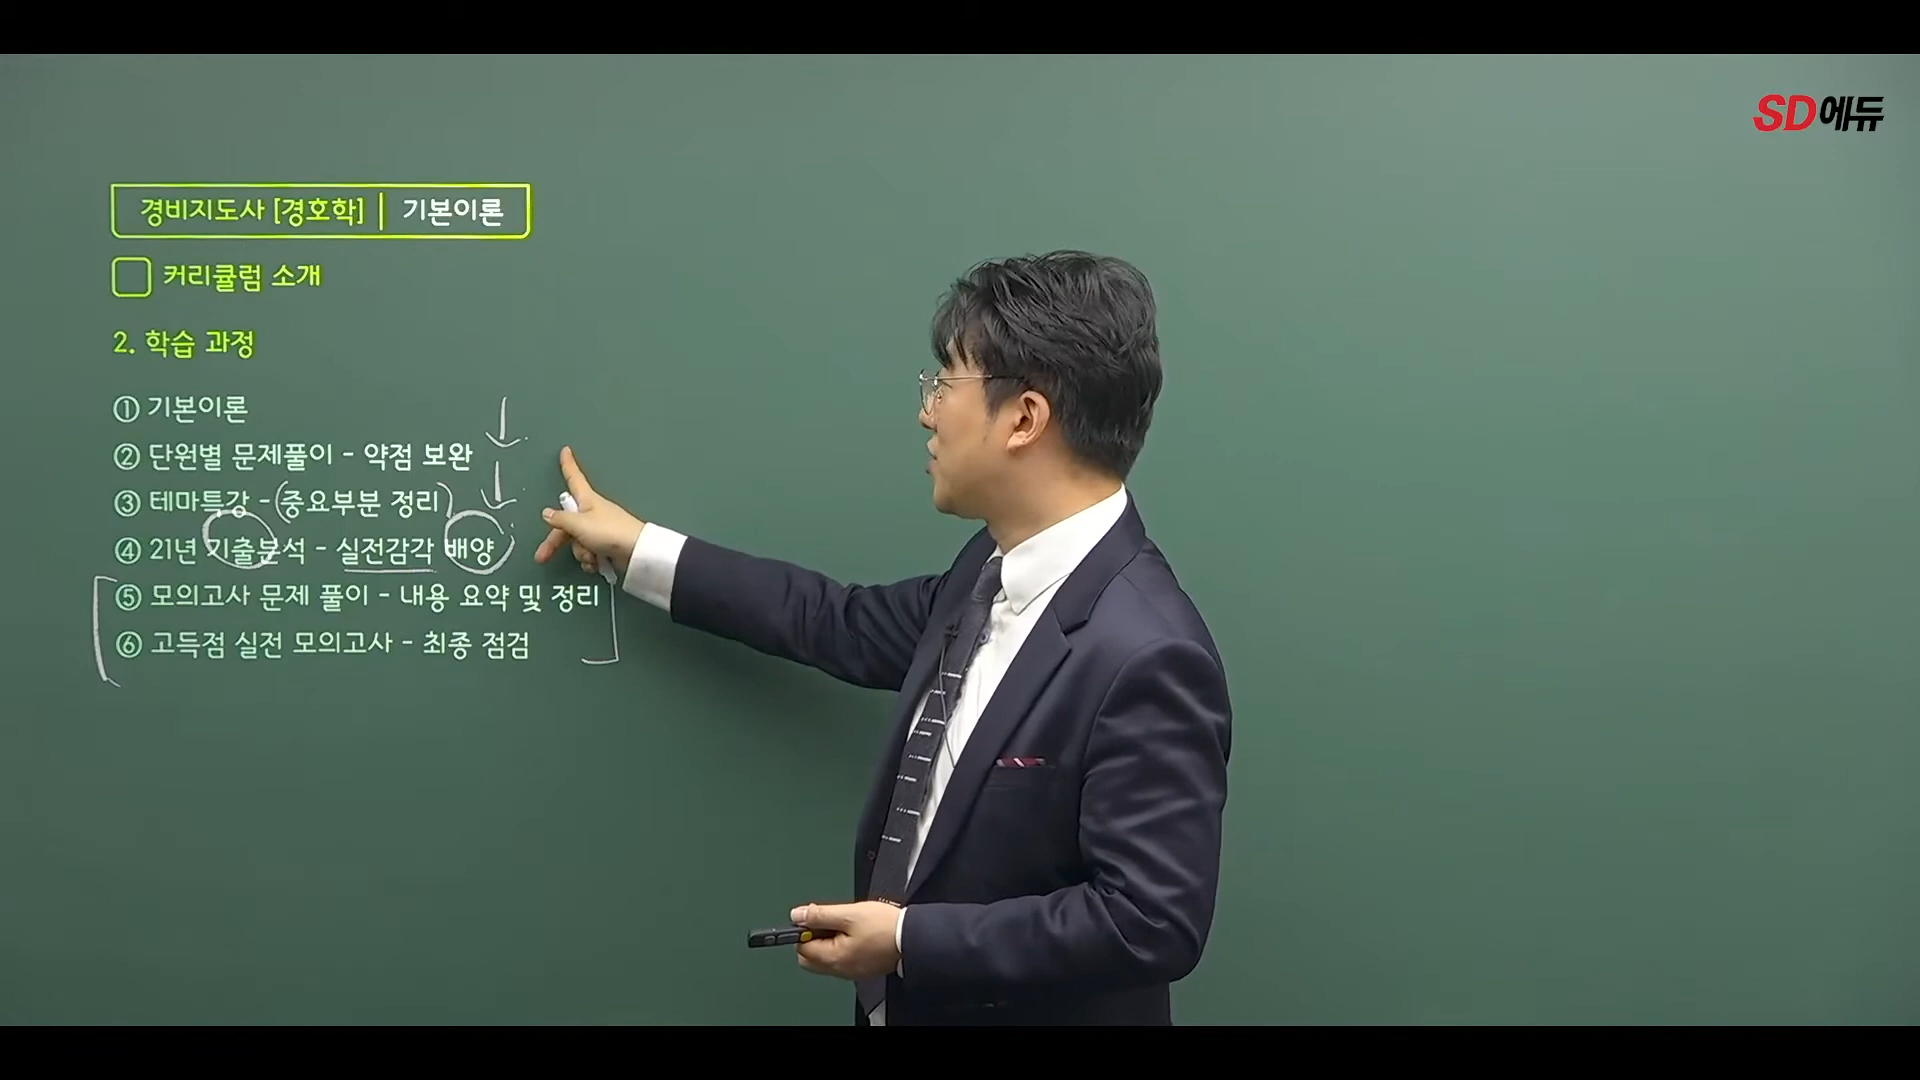 SD에듀
경비지도사 [경호학] | 기본이론
커리큘럼 소개
2. 학습 과정
① 기본이론
② 단원별 문제풀이 - 약점 보완
③ 테마특강 - (중요부분 정리)
④ 21년 기출분석 - 실전감각 배양
⑤ 모의고사 문제 풀이 - 내용 요약 및 정리
⑥ 고득점 실전 모의고사 - 최종 점검